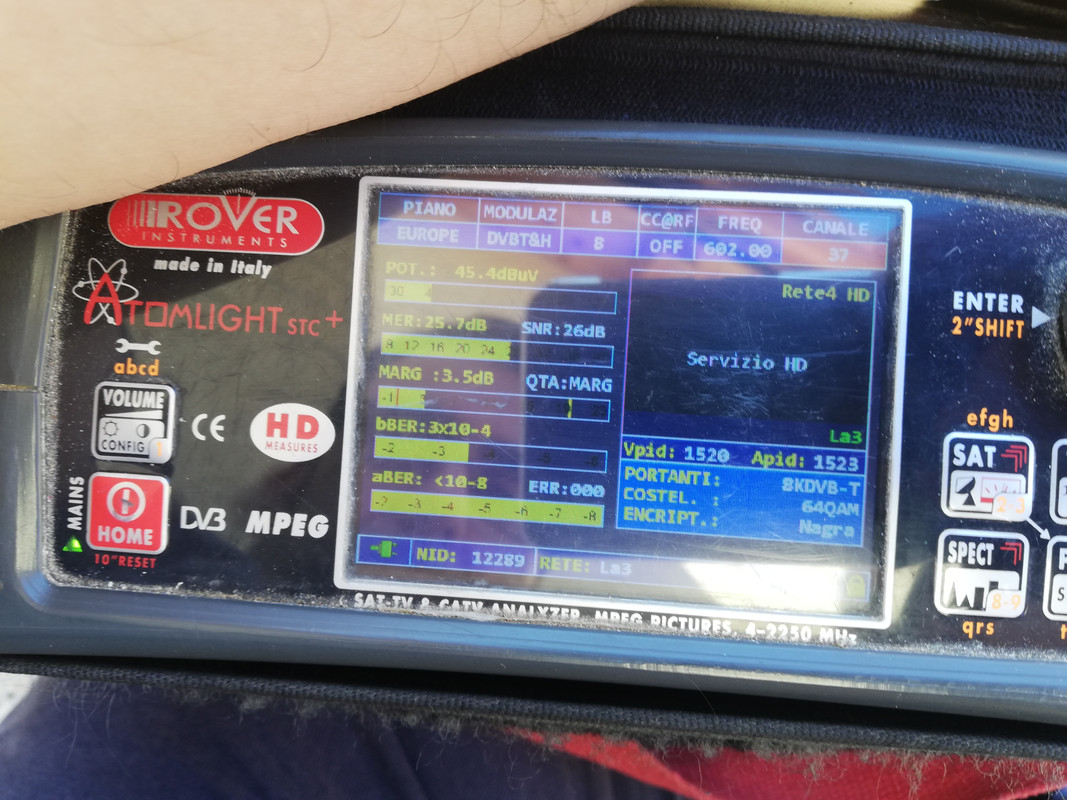 ROVER
INSTRUMENTS
made in Italy
ATOMLIGHT STC+
abcd
VOLUME
CONFIG
CE
HD
MEASURES
MAINS
HOME
10"RESET
DVB
MPEG
PIANO MODULAZ LB CC@RF FREQ CANALE
EUROPE DVBT&H B OFF 602.00 37
POT.: 45.4dBuV
30 4
MER:25.7dB SNR:26dB
8 12 16 20 24
MARG :3.5dB QTA:MARG
-1
bBER:3x10-4
-2 -3 -4 -5 -6
aBER: <10-8 ERR:000
-2 -3 -4 -5 -6 -7 -8
Rete4 HD
Servizio HD
La3
Vpid: 1520 Apid: 1523
PORTANTI: 8KDVB-T
COSTEL. : 64QAM
ENCRIPT.: Nagra
NID: 12289 RETE: La3
SAT-TV & CATV ANALYZER, MPEG PICTURES, 4-2250 MHz
ENTER
2"SHIFT
efgh
SAT
2-3
SPECT
8-9
qrs